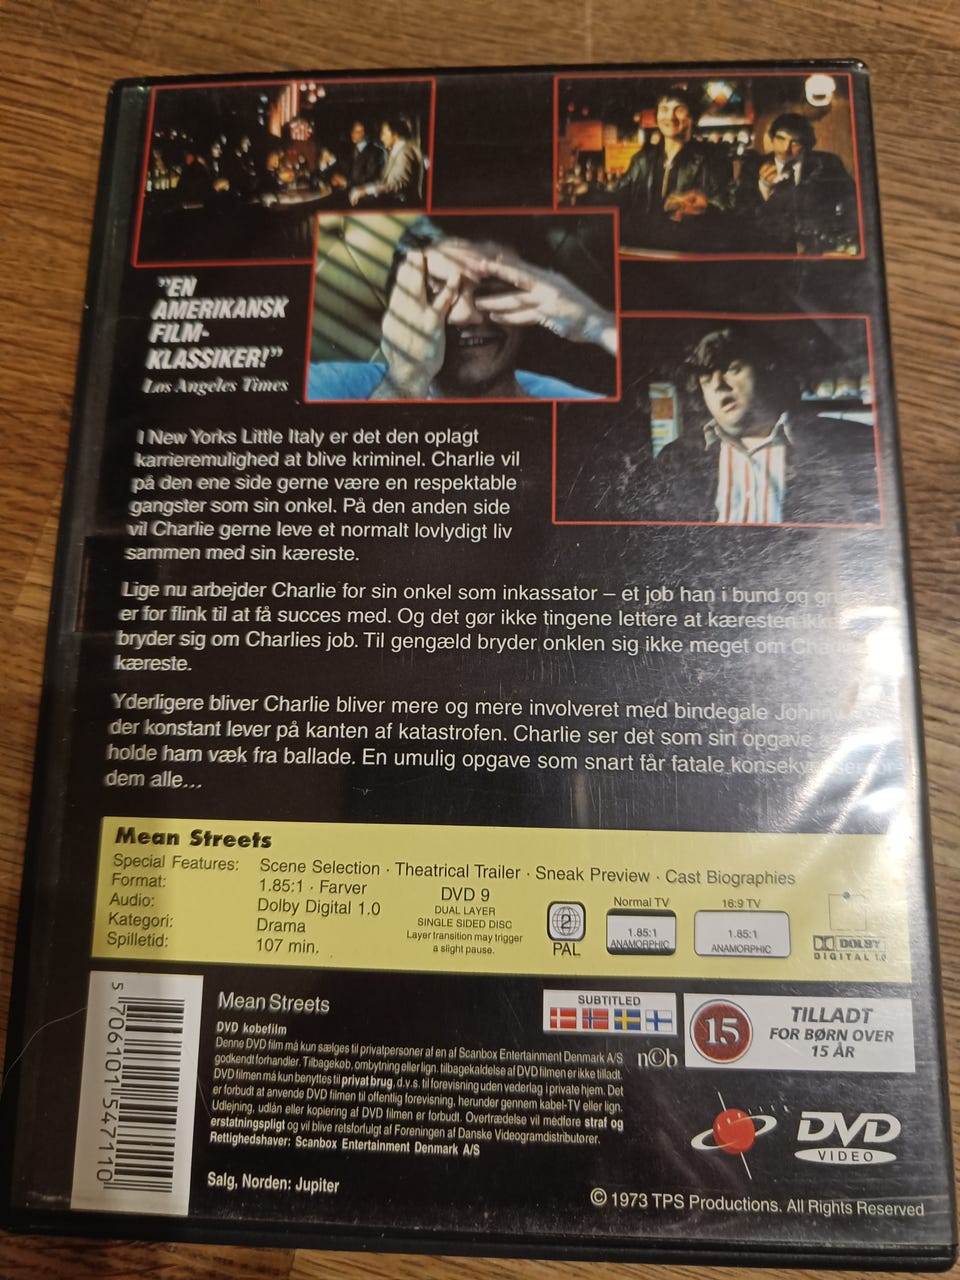 "EN
AMERIKANSK
FILM-
KLASSIKER!"
Los Angeles Times
I New Yorks Little Italy er det den oplagt
karrieremulighed at blive kriminel. Charlie vil
på den ene side gerne være en respektable
gangster som sin onkel. På den anden side
vil Charlie gerne leve et normalt lovlydigt liv
sammen med sin kæreste.
Lige nu arbejder Charlie for sin onkel som inkassator – et job han i bund og
er for flink til at få succes med. Og det gør ikke tingene lettere at kæresten ikke
bryder sig om Charlies job. Til gengæld bryder onklen sig ikke meget om
kæreste.
Yderligere bliver Charlie bliver mere og mere involveret med bindegale Johnny
der konstant lever på kanten af katastrofen. Charlie ser det som sin opgave
holde ham væk fra ballade. En umulig opgave som snart får fatale
dem alle...
Mean Streets
Special Features: Scene Selection · Theatrical Trailer · Sneak Preview · Cast Biographies
Format: 1.85:1 · Farver
Audio: Dolby Digital 1.0
Kategori: Drama
Spilletid: 107 min.
DVD 9
DUAL LAYER
SINGLE SIDED DISC
Layer transition may trigger
a slight pause.
2
PAL
Normal TV
1.85:1
ANAMORPHIC
16:9 TV
1.85:1
ANAMORPHIC
DOLBY
DIGITAL 1.0
5 706101 547110
Mean Streets
DVD købefilm
Denne DVD film må kun sælges til privatpersoner af en af Scanbox Entertainment Denmark A/S
godkendt forhandler. Tilbagekøb, ombytning eller lign. tilbagekaldelse af DVD filmen er ikke tilladt.
DVD filmen må kun benyttes til privat brug, d.v.s. til forevisning uden vederlag i private hjem. Det
er forbudt at anvende DVD filmen til offentlig forevisning, herunder gennem kabel-TV eller lign.
Udlejning, udlån eller kopiering af DVD filmen er forbudt. Overtrædelse vil medføre straf og
erstatningspligt og vil blive retsforfulgt af Foreningen af Danske Videogramdistributører.
Rettighedshaver: Scanbox Entertainment Denmark A/S
Salg, Norden: Jupiter
SUBTITLED
n©b
15
TILLADT
FOR BØRN OVER
15 ÅR
DVD
VIDEO
© 1973 TPS Productions. All Rights Reserved